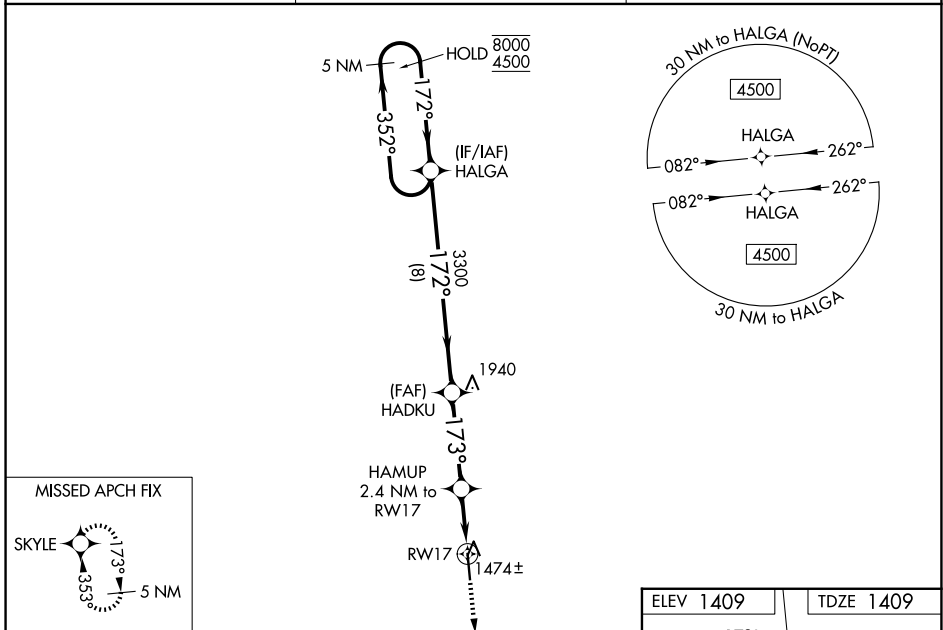 5 NM
HOLD 8000
4500
172°
352°
(IF/IAF)
HALGA
3300
172°
(8)
1940
(FAF)
HADKU
173°
HAMUP
2.4 NM to
RW17
RW17
1474±
30 NM to HALGA (NoPT)
4500
HALGA
082°
262°
082°
262°
HALGA
4500
30 NM to HALGA
MISSED APCH FIX
SKYLE
173°
353°
5 NM
ELEV 1409
TDZE 1409